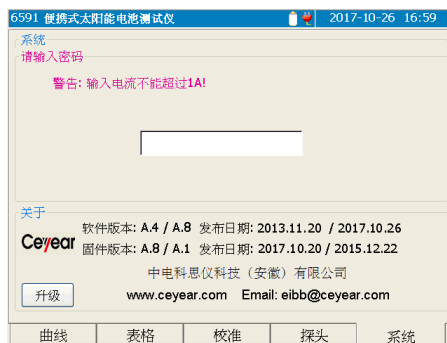 6591 便携式太阳能电池测试仪 2017-10-26 16:59
系统
请输入密码
警告: 输入电流不能超过1A!
关于
Ceyear
软件版本: A.4 / A.8 发布日期: 2013.11.20 / 2017.10.26
固件版本: A.8 / A.1 发布日期: 2017.10.20 / 2015.12.22
中电科思仪科技（安徽）有限公司
升级 www.ceyear.com Email: eibb@ceyear.com
曲线 表格 校准 探头 系统